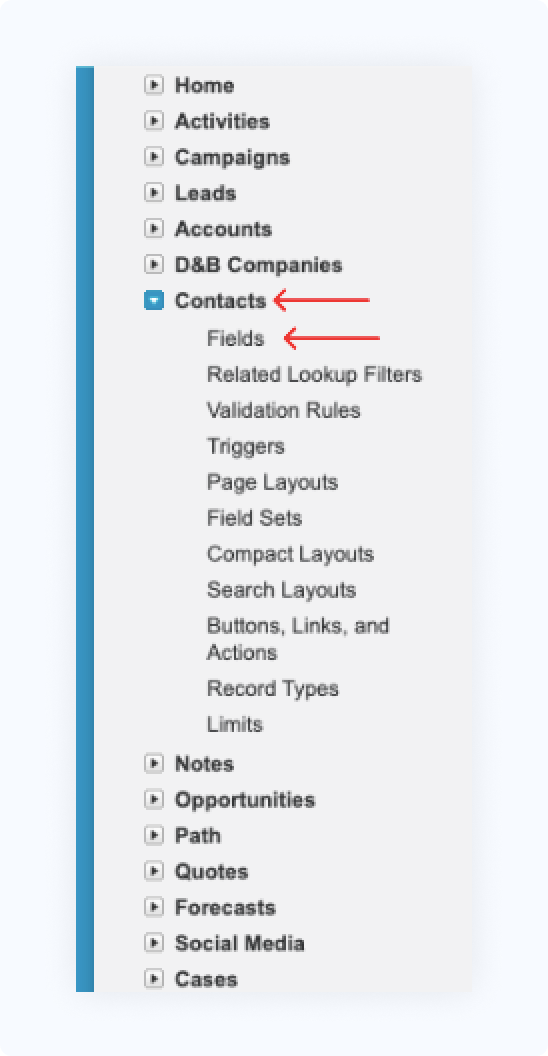 Home
Activities
Campaigns
Leads
Accounts
D&B Companies
Contacts
Fields
Related Lookup Filters
Validation Rules
Triggers
Page Layouts
Field Sets
Compact Layouts
Search Layouts
Buttons, Links, and
Actions
Record Types
Limits
Notes
Opportunities
Path
Quotes
Forecasts
Social Media
Cases